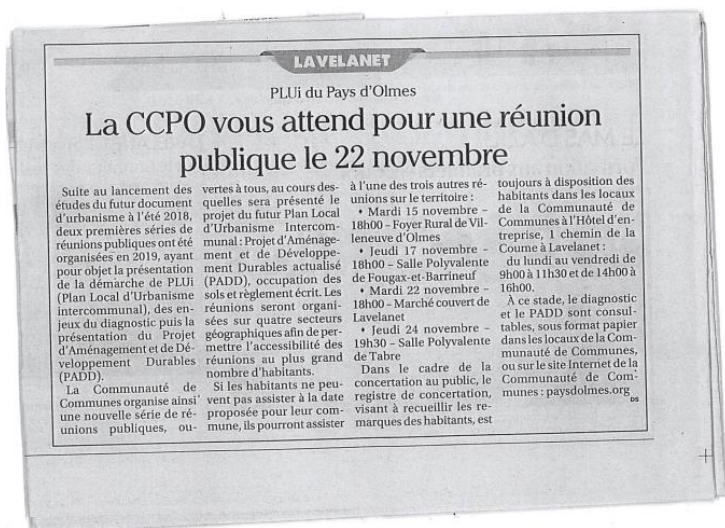 LAVELANET
PLUi du Pays d'Olmes
La CCPO vous attend pour une réunion
publique le 22 novembre
Suite au lancement des
études du futur document
d'urbanisme à l'été 2018,
deux premières séries de
réunions publiques ont été
organisées en 2019, ayant
pour objet la présentation
de la démarche de PLUi
(Plan Local d'Urbanisme
intercommunal), des en-
jeux du diagnostic puis la
présentation du Projet
d'Aménagement et de Dé-
veloppement Durables
(PADD).
La Communauté de
Communes organise ainsi
une nouvelle série de ré-
unions publiques, ou-
vertes à tous, au cours des-
quelles sera présenté le
projet du futur Plan Local
d'Urbanisme Intercom-
munal : Projet d'Aménage-
ment et de Développe-
ment Durables actualisé
(PADD), occupation des
sols et règlement écrit. Les
réunions seront organi-
sées sur quatre secteurs
géographiques afin de per-
mettre l'accessibilité des
réunions au plus grand
nombre d'habitants.
Si les habitants ne peu-
vent pas assister à la date
proposée pour leur com-
mune, ils pourront assister
à l'une des trois autres ré-
unions sur le territoire :
• Mardi 15 novembre –
18h00 – Foyer Rural de Vil-
leneuve d'Olmes
• Jeudi 17 novembre –
18h00 – Salle Polyvalente
de Fougax-et-Barrineuf
• Mardi 22 novembre –
18h00 – Marché couvert de
Lavelanet
• Jeudi 24 novembre –
19h30 – Salle Polyvalente
de Tabre
Dans le cadre de la
concertation au public, le
registre de concertation,
visant à recueillir les re-
marques des habitants, est
toujours à disposition des
habitants dans les locaux
de la Communauté de
Communes à l'Hôtel d'en-
treprise, 1 chemin de la
Coume à Lavelanet :
du lundi au vendredi de
9h00 à 11h30 et de 14h00 à
16h00.
À ce stade, le diagnostic
et le PADD sont consul-
tables, sous format papier
dans les locaux de la Com-
munauté de Communes,
ou sur le site Internet de la
Communauté de Com-
munes : paysdolmes.org
DS